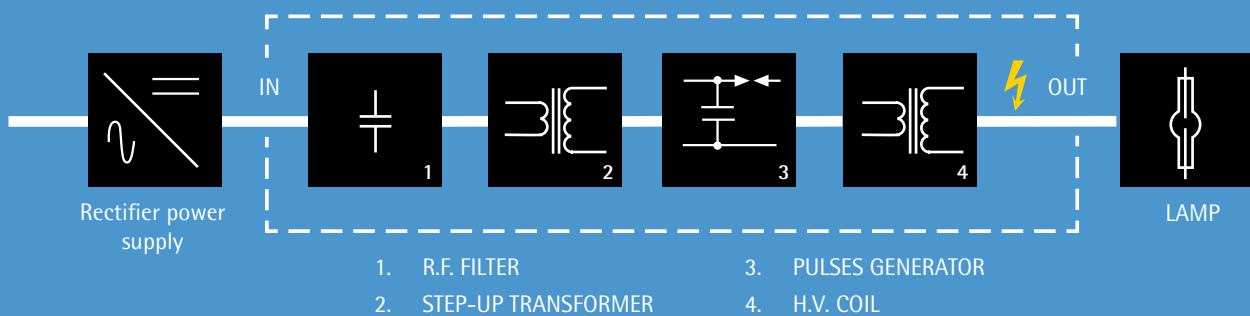 IN
OUT
1
2
3
4
Rectifier power
supply
LAMP
1. R.F. FILTER
2. STEP-UP TRANSFORMER
3. PULSES GENERATOR
4. H.V. COIL